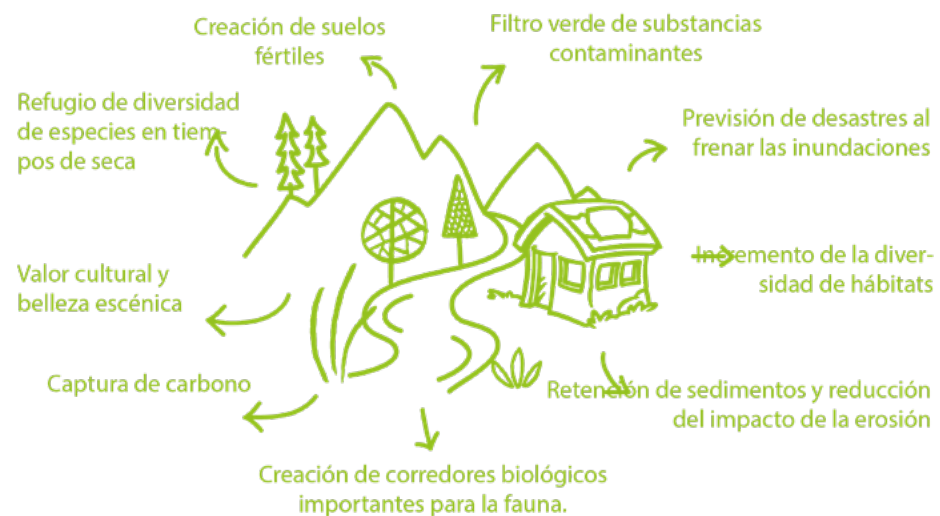 Creación de suelos
fértiles
Filtro verde de substancias
contaminantes
Refugio de diversidad
de especies en tiem-
pos de seca
Previsión de desastres al
frenar las inundaciones
Valor cultural y
belleza escénica
Incremento de la diver-
sidad de hábitats
Captura de carbono
Retención de sedimentos y reducción
del impacto de la erosión
Creación de corredores biológicos
importantes para la fauna.